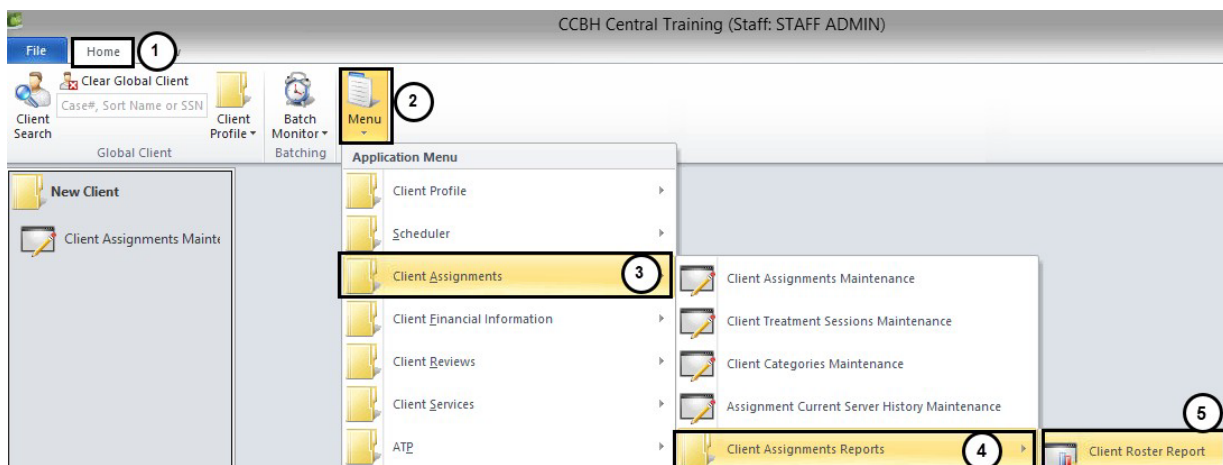 CCBH Central Training (Staff: STAFF ADMIN)
File
Home
1
2
Clear Global Client
Case#, Sort Name or SSN
Client
Search
Client
Profile
Batch
Monitor
Menu
Global Client
Batching
Application Menu
New Client
Client Assignments Mainte
Client Profile
Scheduler
Client Assignments
3
Client Financial Information
Client Reviews
Client Services
ATP
Client Assignments Maintenance
Client Treatment Sessions Maintenance
Client Categories Maintenance
Assignment Current Server History Maintenance
Client Assignments Reports
4
5
Client Roster Report